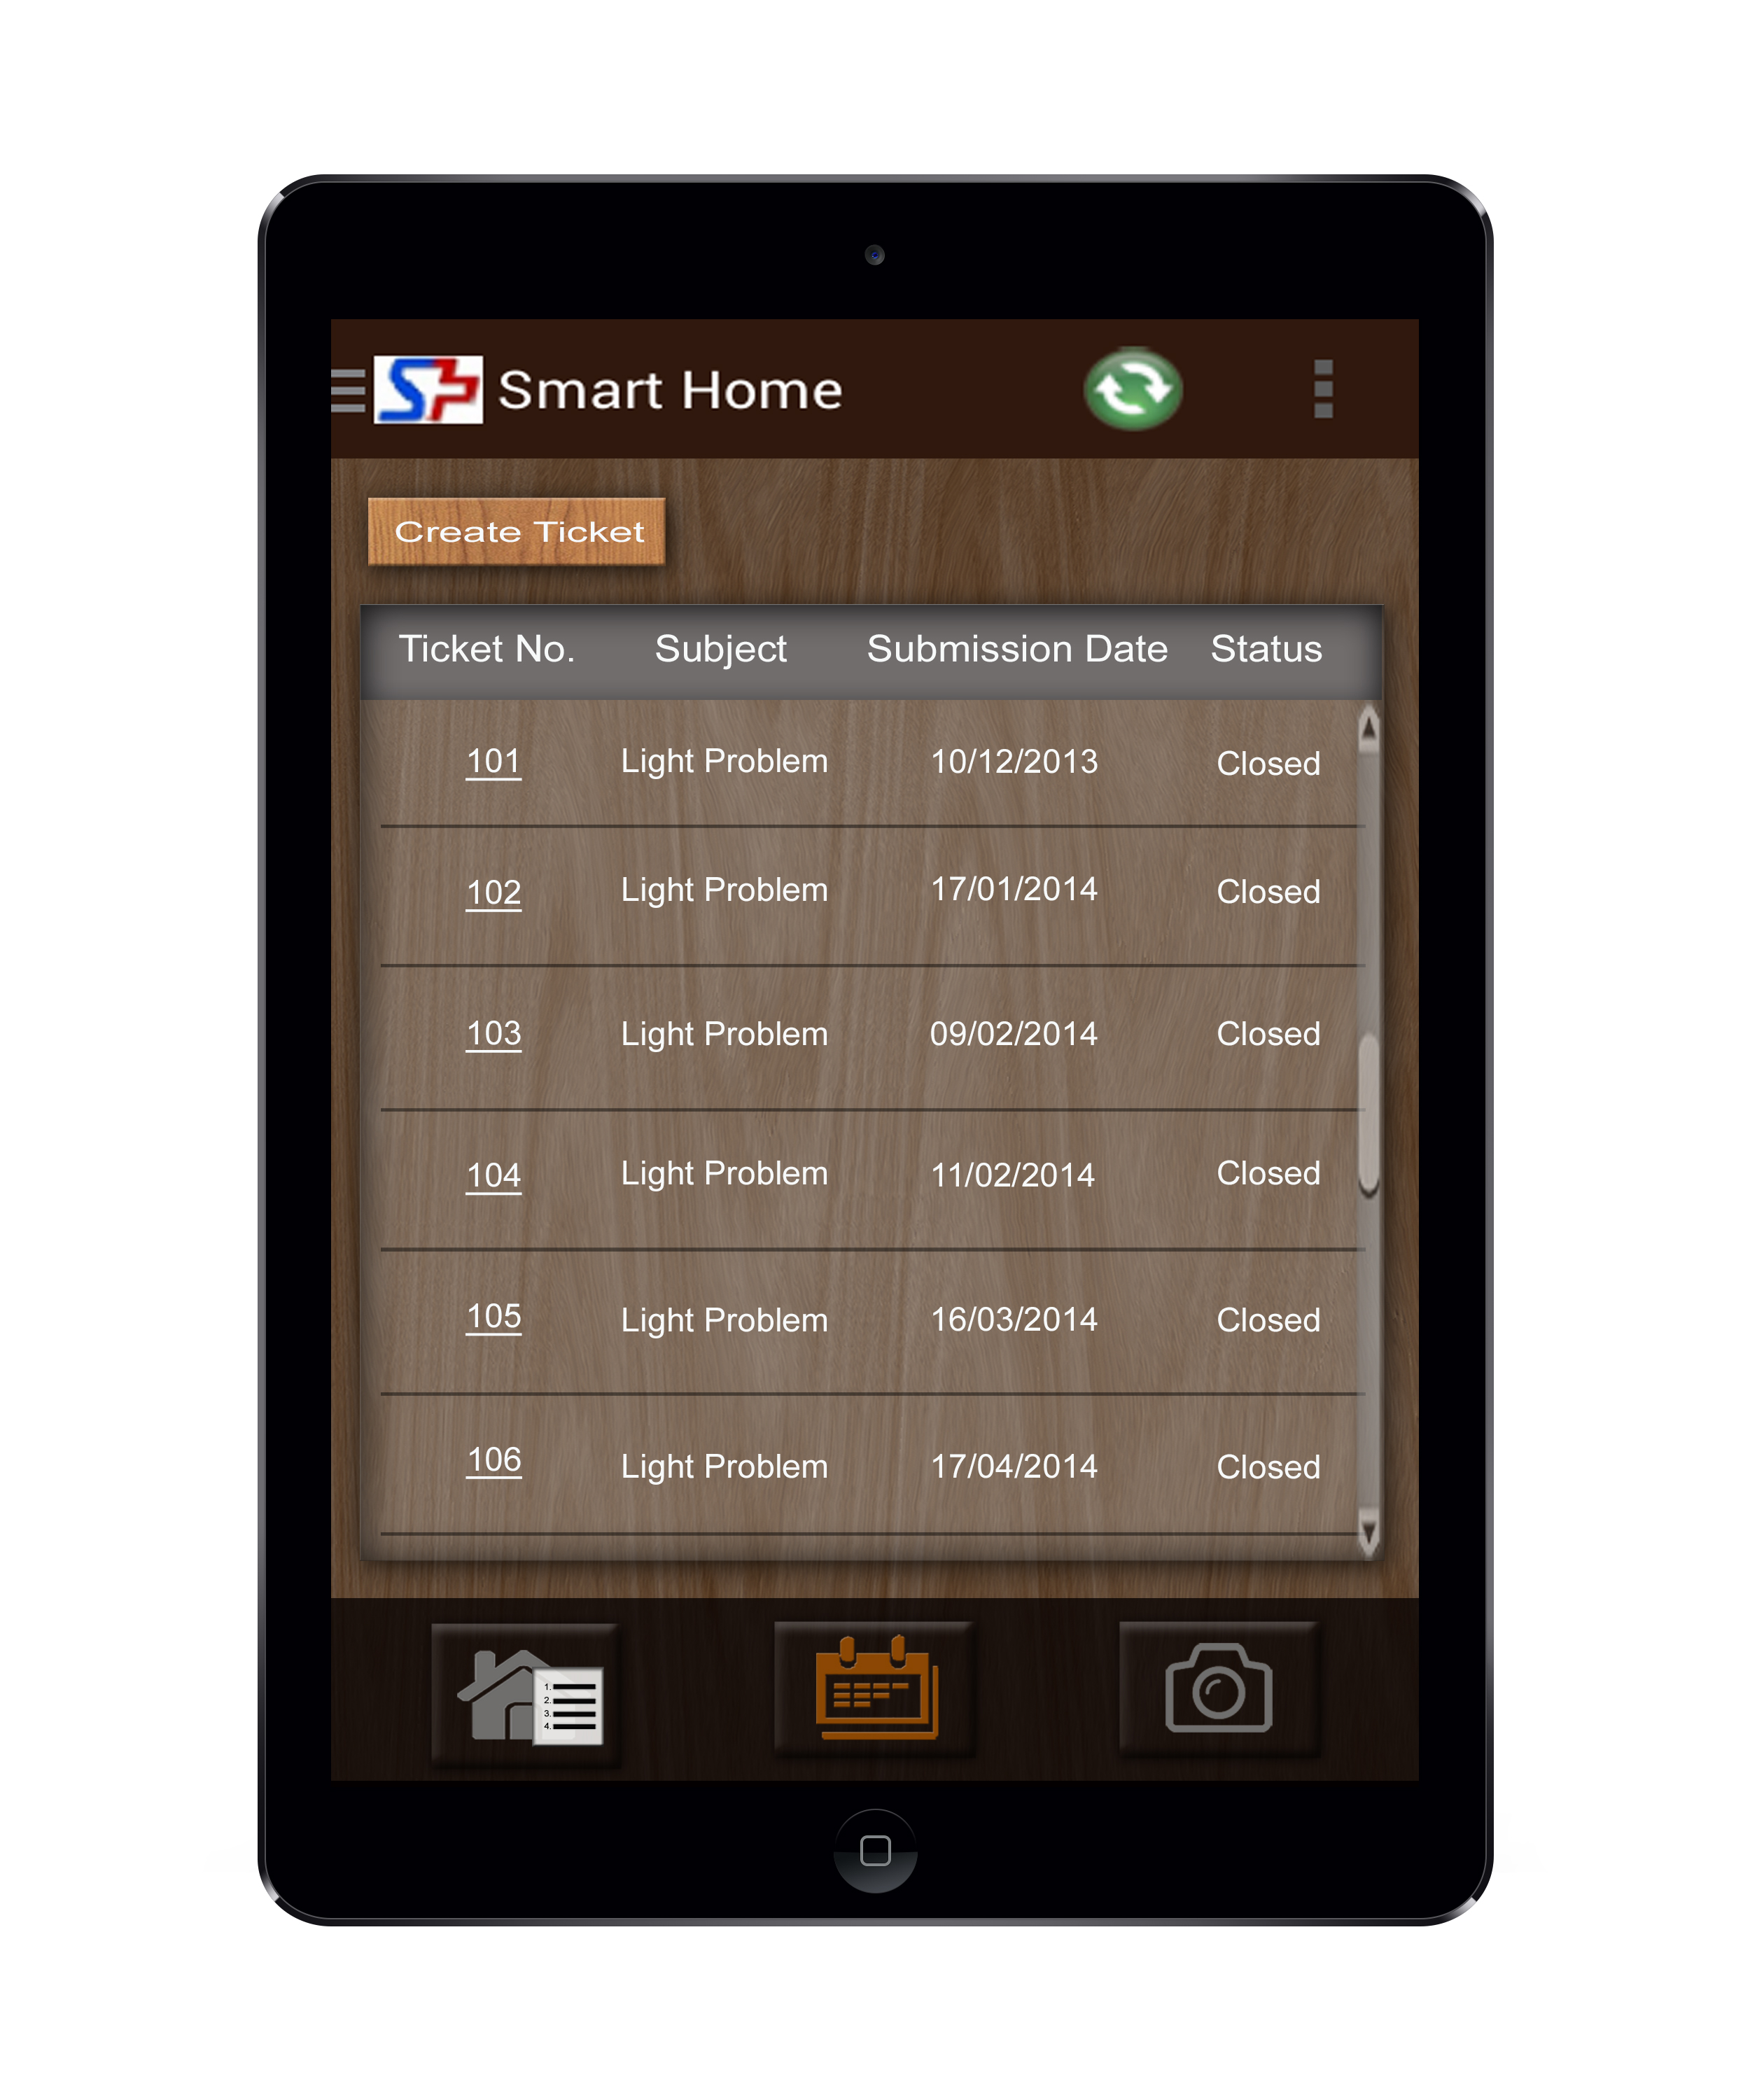 SP Smart Home
Create Ticket
Ticket No. Subject Submission Date Status
101 Light Problem 10/12/2013 Closed
102 Light Problem 17/01/2014 Closed
103 Light Problem 09/02/2014 Closed
104 Light Problem 11/02/2014 Closed
105 Light Problem 16/03/2014 Closed
106 Light Problem 17/04/2014 Closed
1.
2.
3.
4.